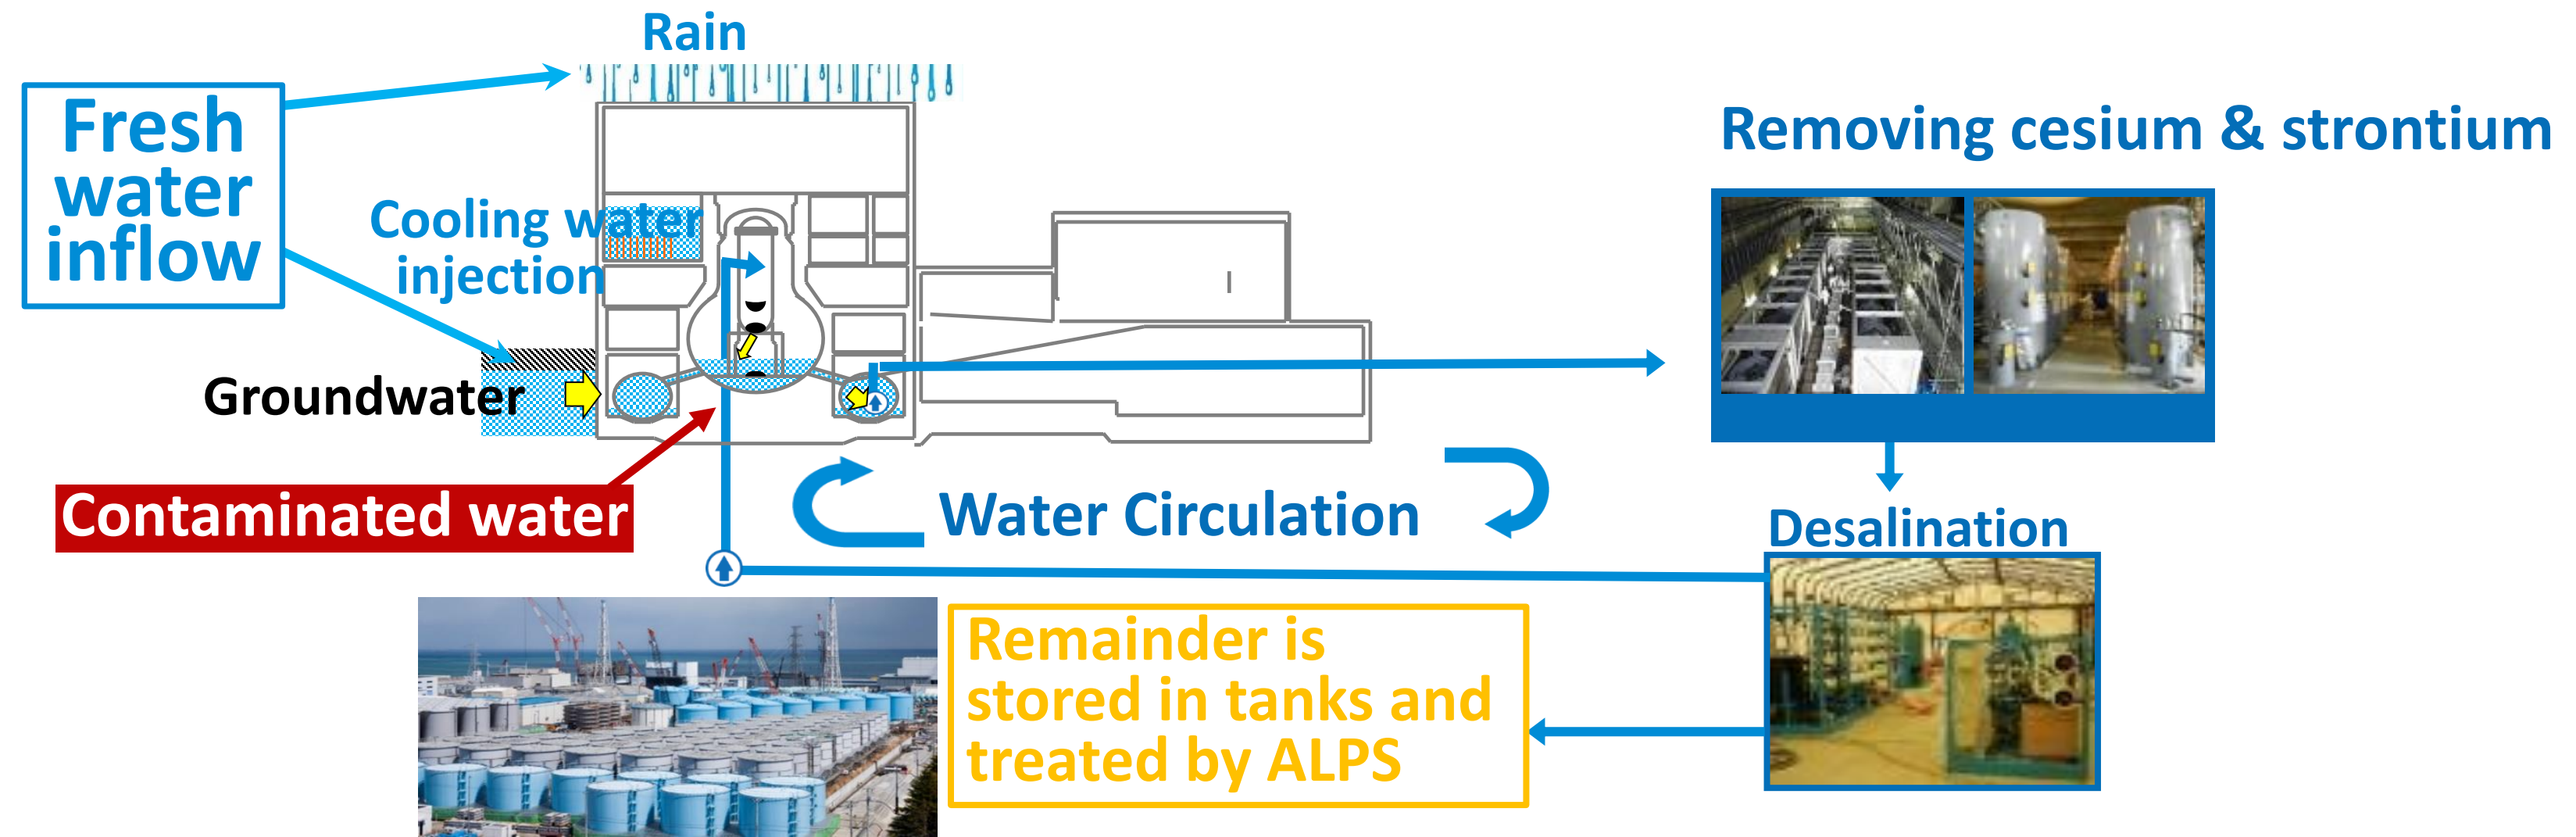 Rain
Fresh
water
inflow
Removing cesium & strontium
Cooling water
injection
Groundwater
Contaminated water
Water Circulation
Desalination
Remainder is
stored in tanks and
treated by ALPS